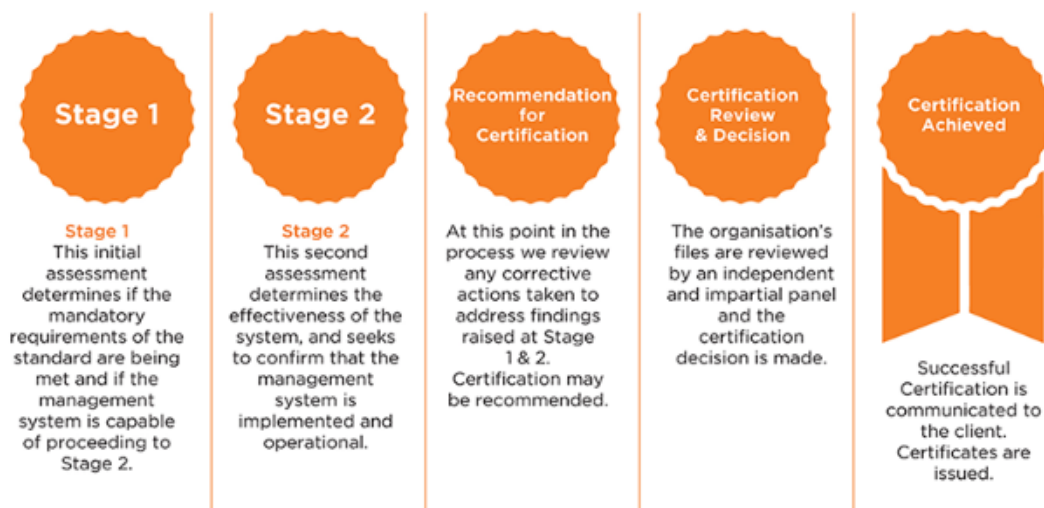 Stage 1
Stage 2
Recommendation
for
Certification
Certification
Review
& Decision
Certification
Achieved
Stage 1
This initial
assessment
determines if the
mandatory
requirements of the
standard are being
met and if the
management
system is capable
of proceeding to
Stage 2.
Stage 2
This second
assessment
determines the
effectiveness of the
system, and seeks
to confirm that the
management
system is
implemented and
operational.
At this point in the
process we review
any corrective
actions taken to
address findings
raised at Stage
1 & 2.
Certification may
be recommended.
The organisation's
files are reviewed
by an independent
and impartial panel
and the
certification
decision is made.
Successful
Certification is
communicated to
the client.
Certificates are
issued.